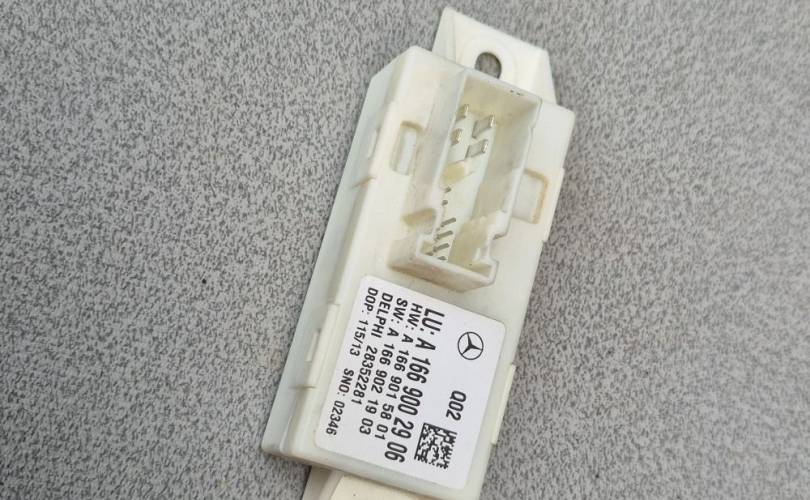 Q02
LU: A 166 900 29 06
HW: A 166 901 58 01
SW: A 166 902 19 03
DELPHI 28352281
DOP: 115/13 SNO: 02346